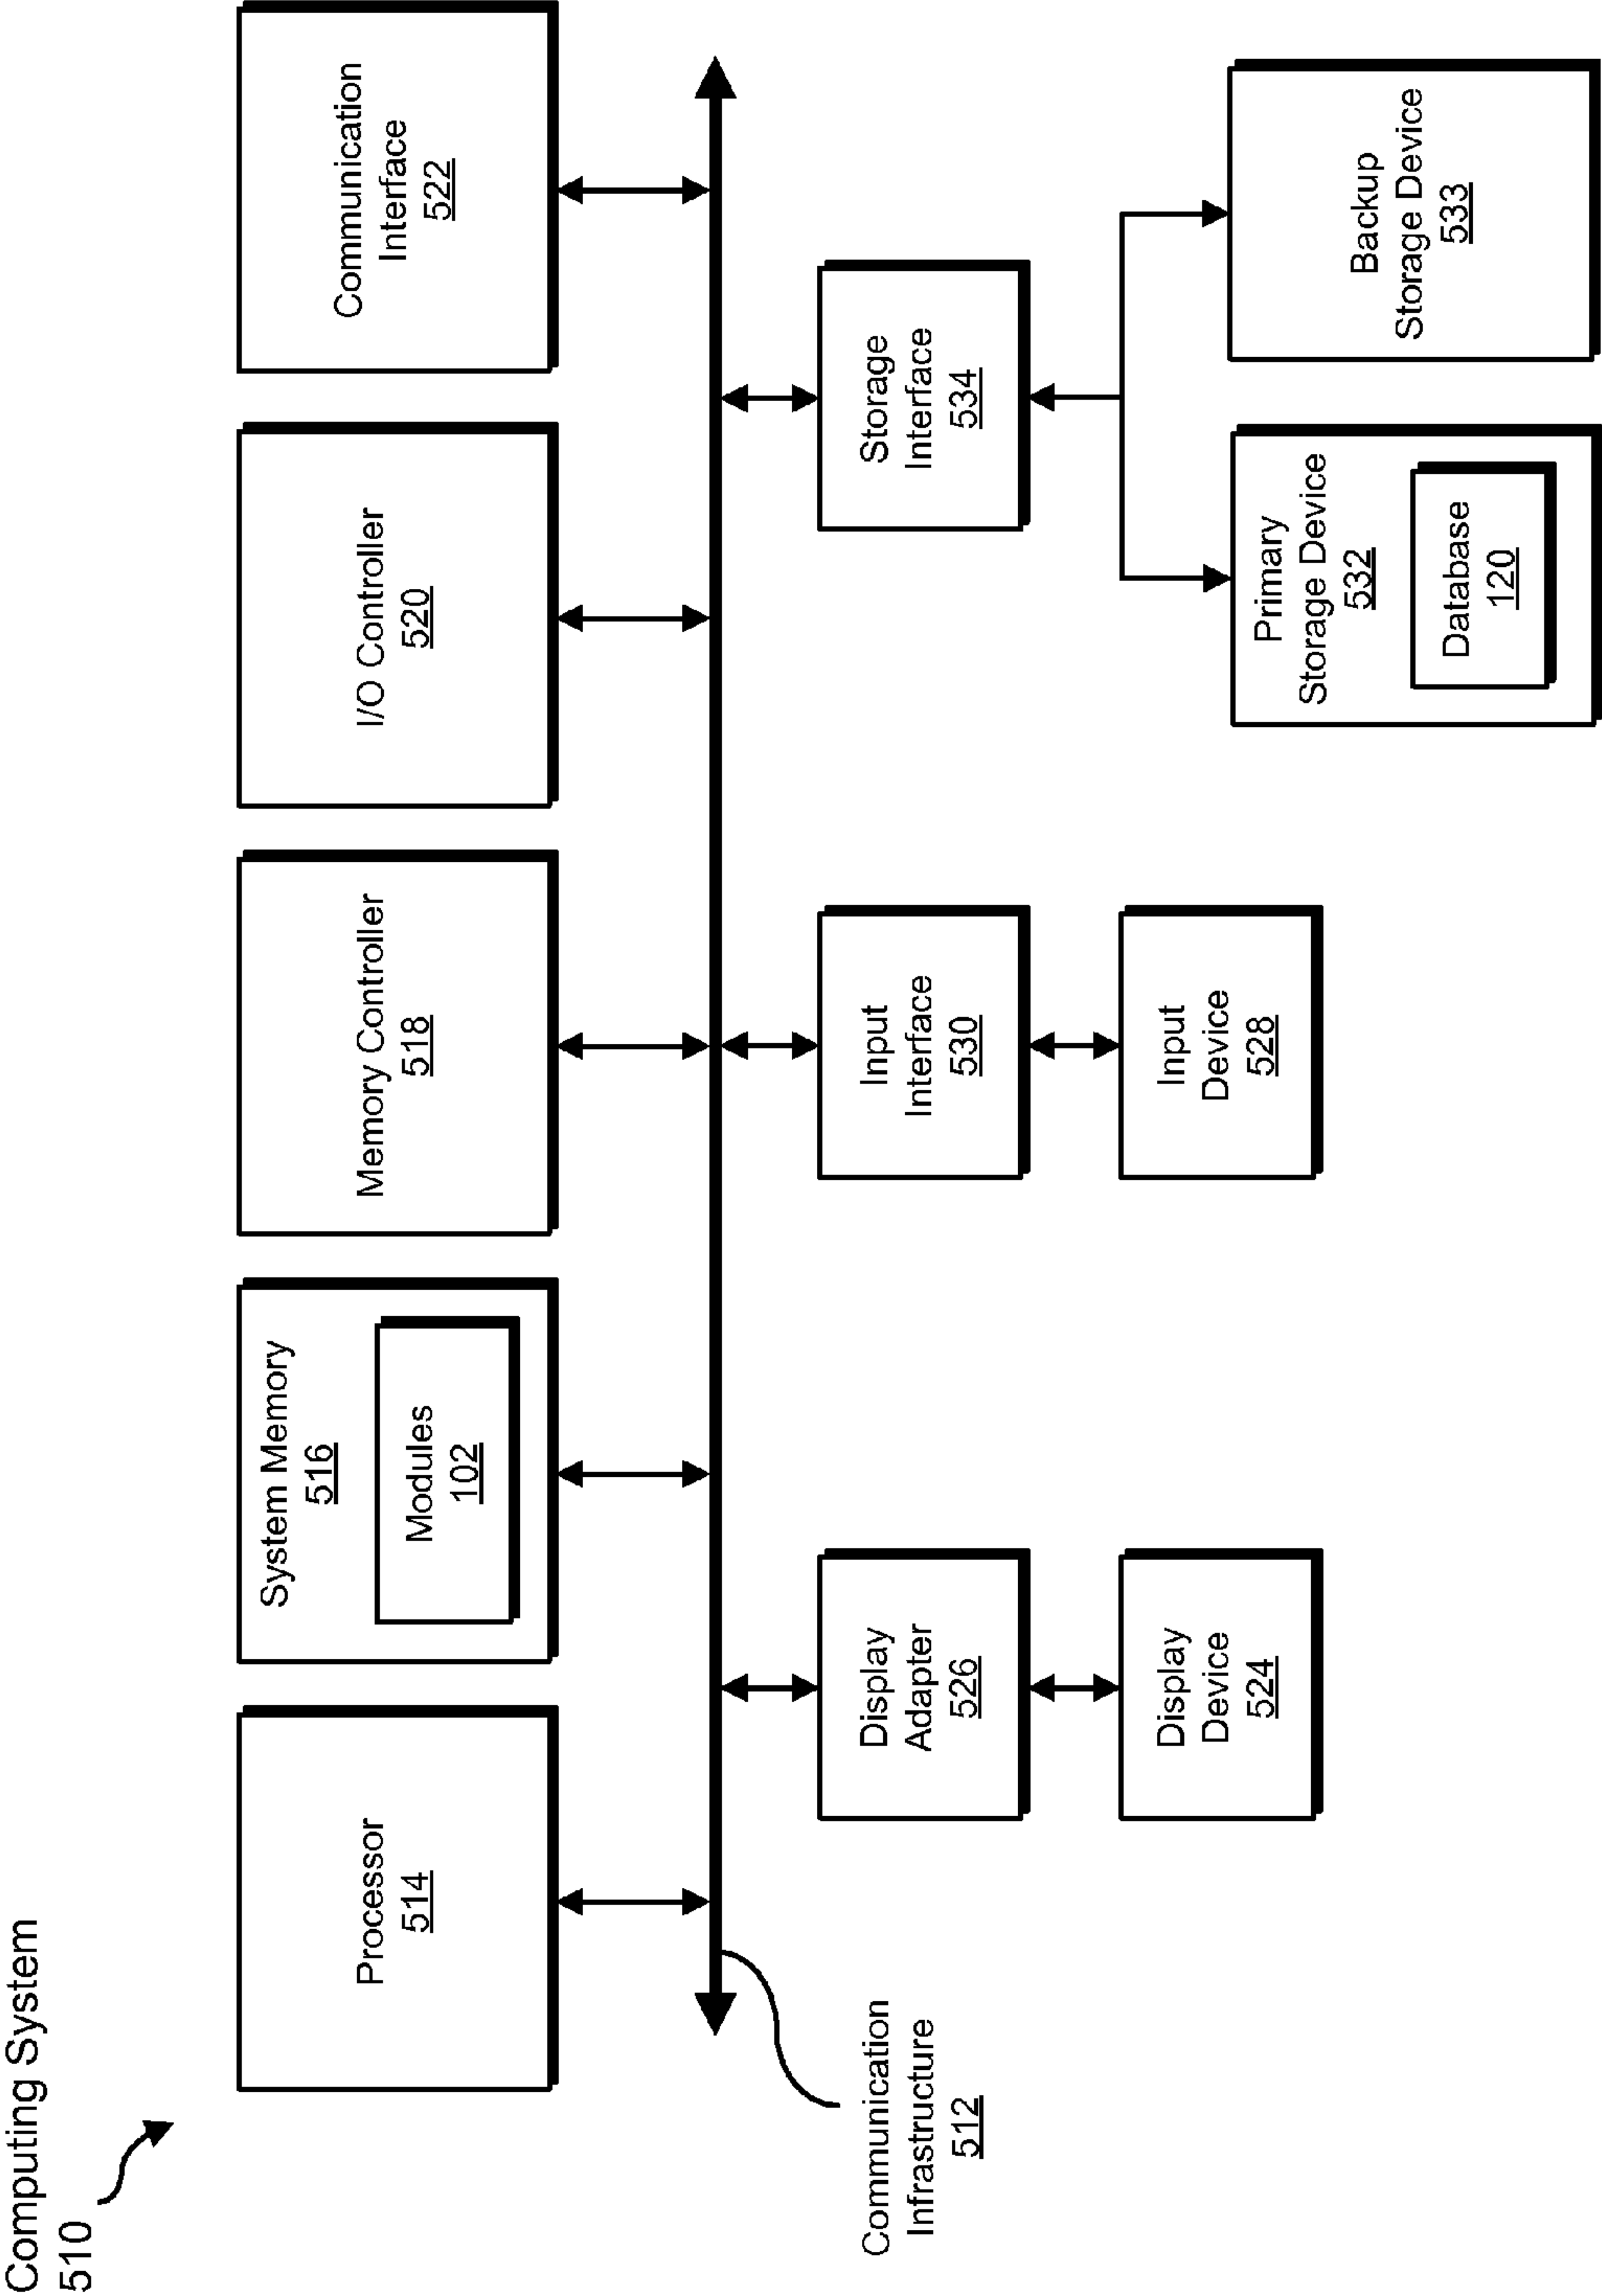 Computing System
510
Processor
514
System Memory
516
Modules
102
Memory Controller
518
I/O Controller
520
Communication
Interface
522
Communication
Infrastructure
512
Display
Adapter
526
Input
Interface
530
Storage
Interface
534
Display
Device
524
Input
Device
528
Primary
Storage Device
532
Database
120
Backup
Storage Device
533